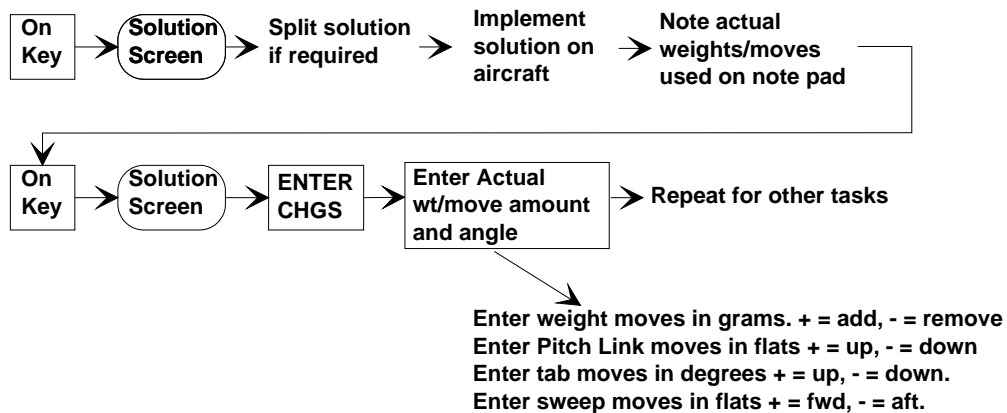 On
Key
Solution
Screen
Split solution
if required
Implement
solution on
aircraft
Note actual
weights/moves
used on note pad
On
Key
Solution
Screen
ENTER
CHGS
Enter Actual
wt/move amount
and angle
Repeat for other tasks
Enter weight moves in grams. + = add, - = remove
Enter Pitch Link moves in flats + = up, - = down
Enter tab moves in degrees + = up, - = down.
Enter sweep moves in flats + = fwd, - = aft.